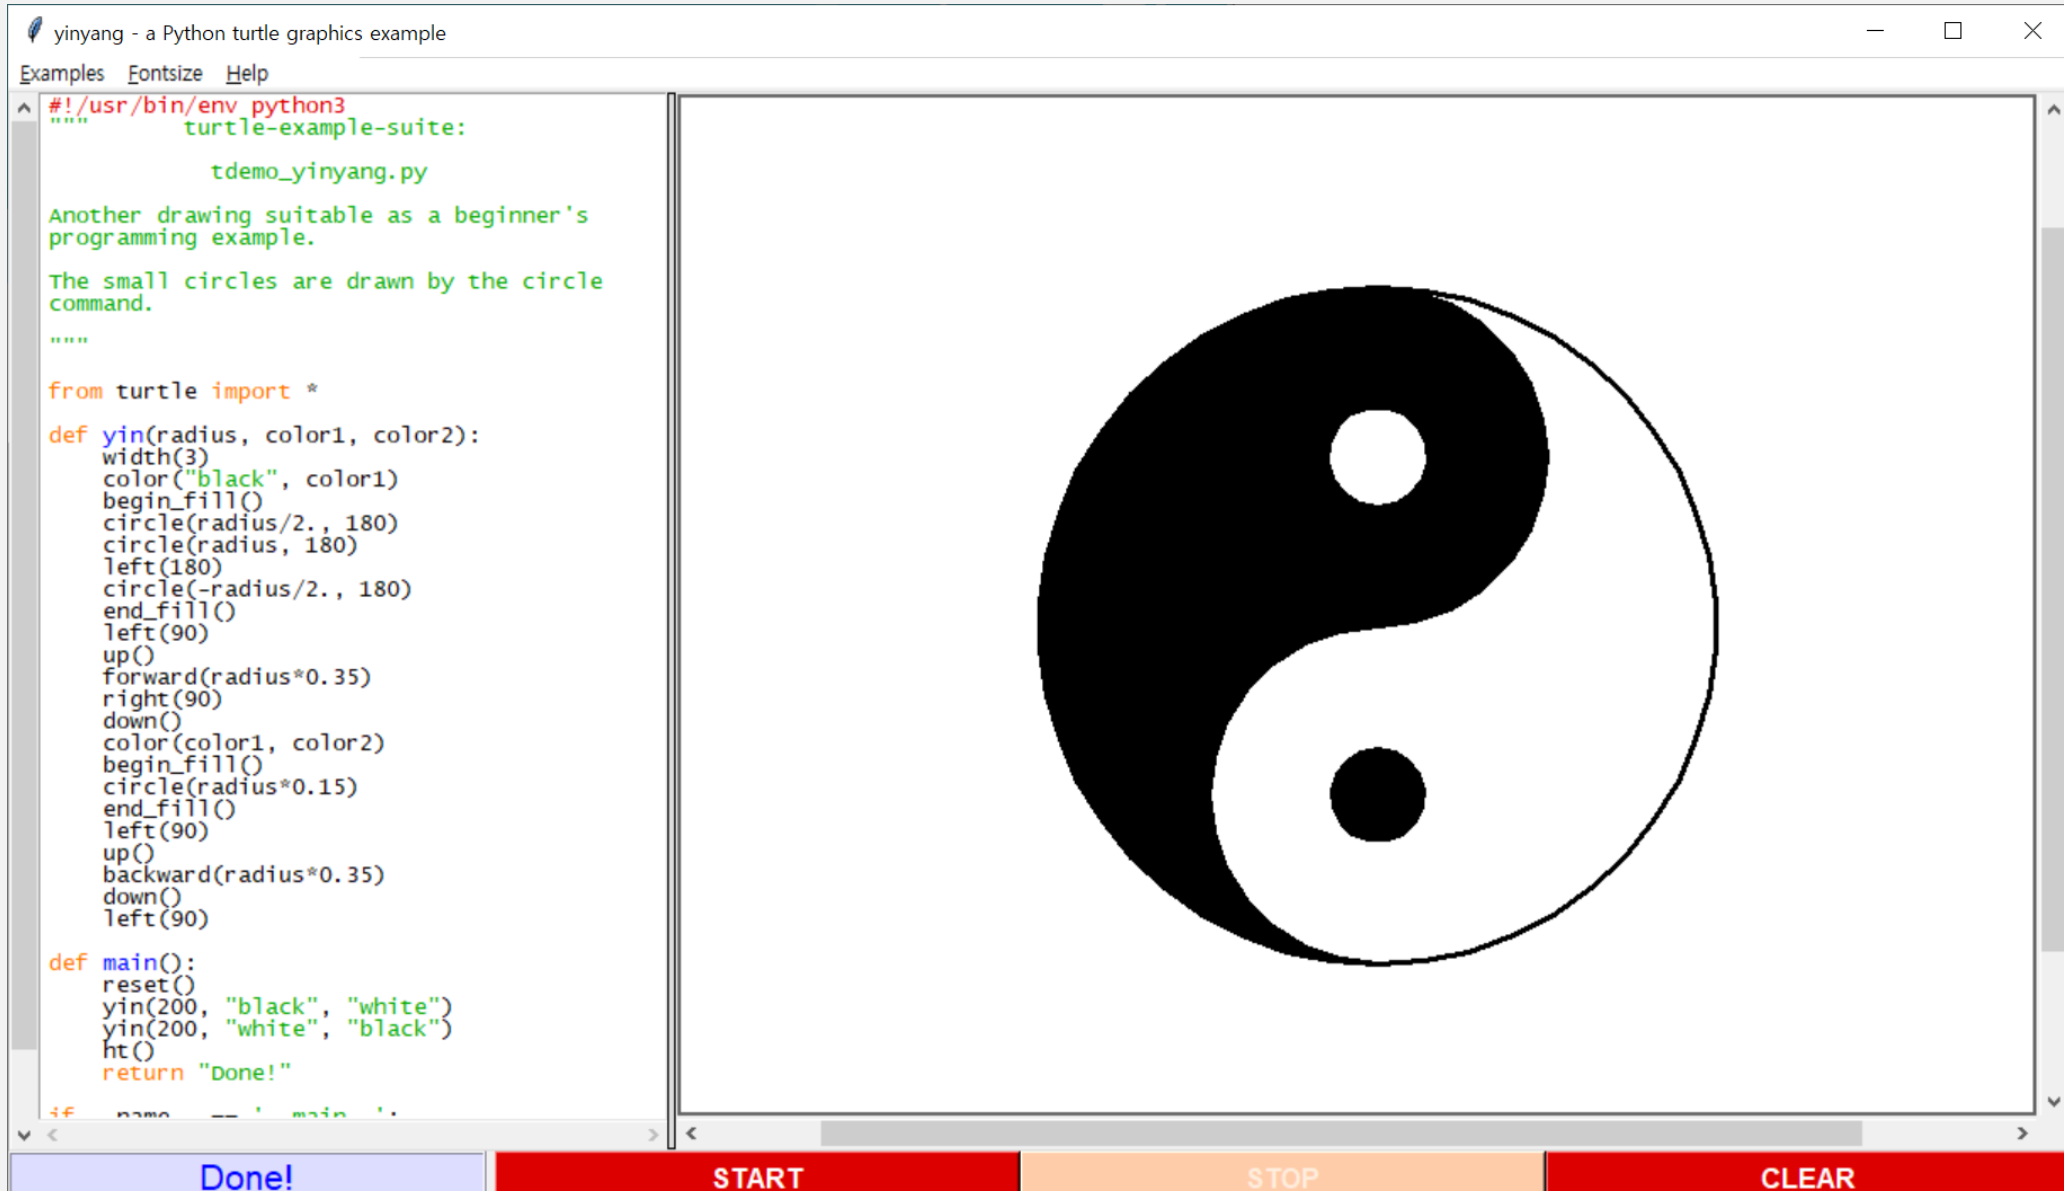 yinyang - a Python turtle graphics example
Examples Fontsize Help
#!/usr/bin/env python3
""" turtle-example-suite:
tdemo_yinyang.py
Another drawing suitable as a beginner's
programming example.
The small circles are drawn by the circle
command.
"""
from turtle import *
def yin(radius, color1, color2):
width(3)
color("black", color1)
begin_fill()
circle(radius/2., 180)
circle(radius, 180)
left(180)
circle(-radius/2., 180)
end_fill()
left(90)
up()
forward(radius*0.35)
right(90)
down()
color(color1, color2)
begin_fill()
circle(radius*0.15)
end_fill()
left(90)
up()
backward(radius*0.35)
down()
left(90)
def main():
reset()
yin(200, "black", "white")
yin(200, "white", "black")
ht()
return "Done!"
if __name__ == '__main__':
Done! START STOP CLEAR